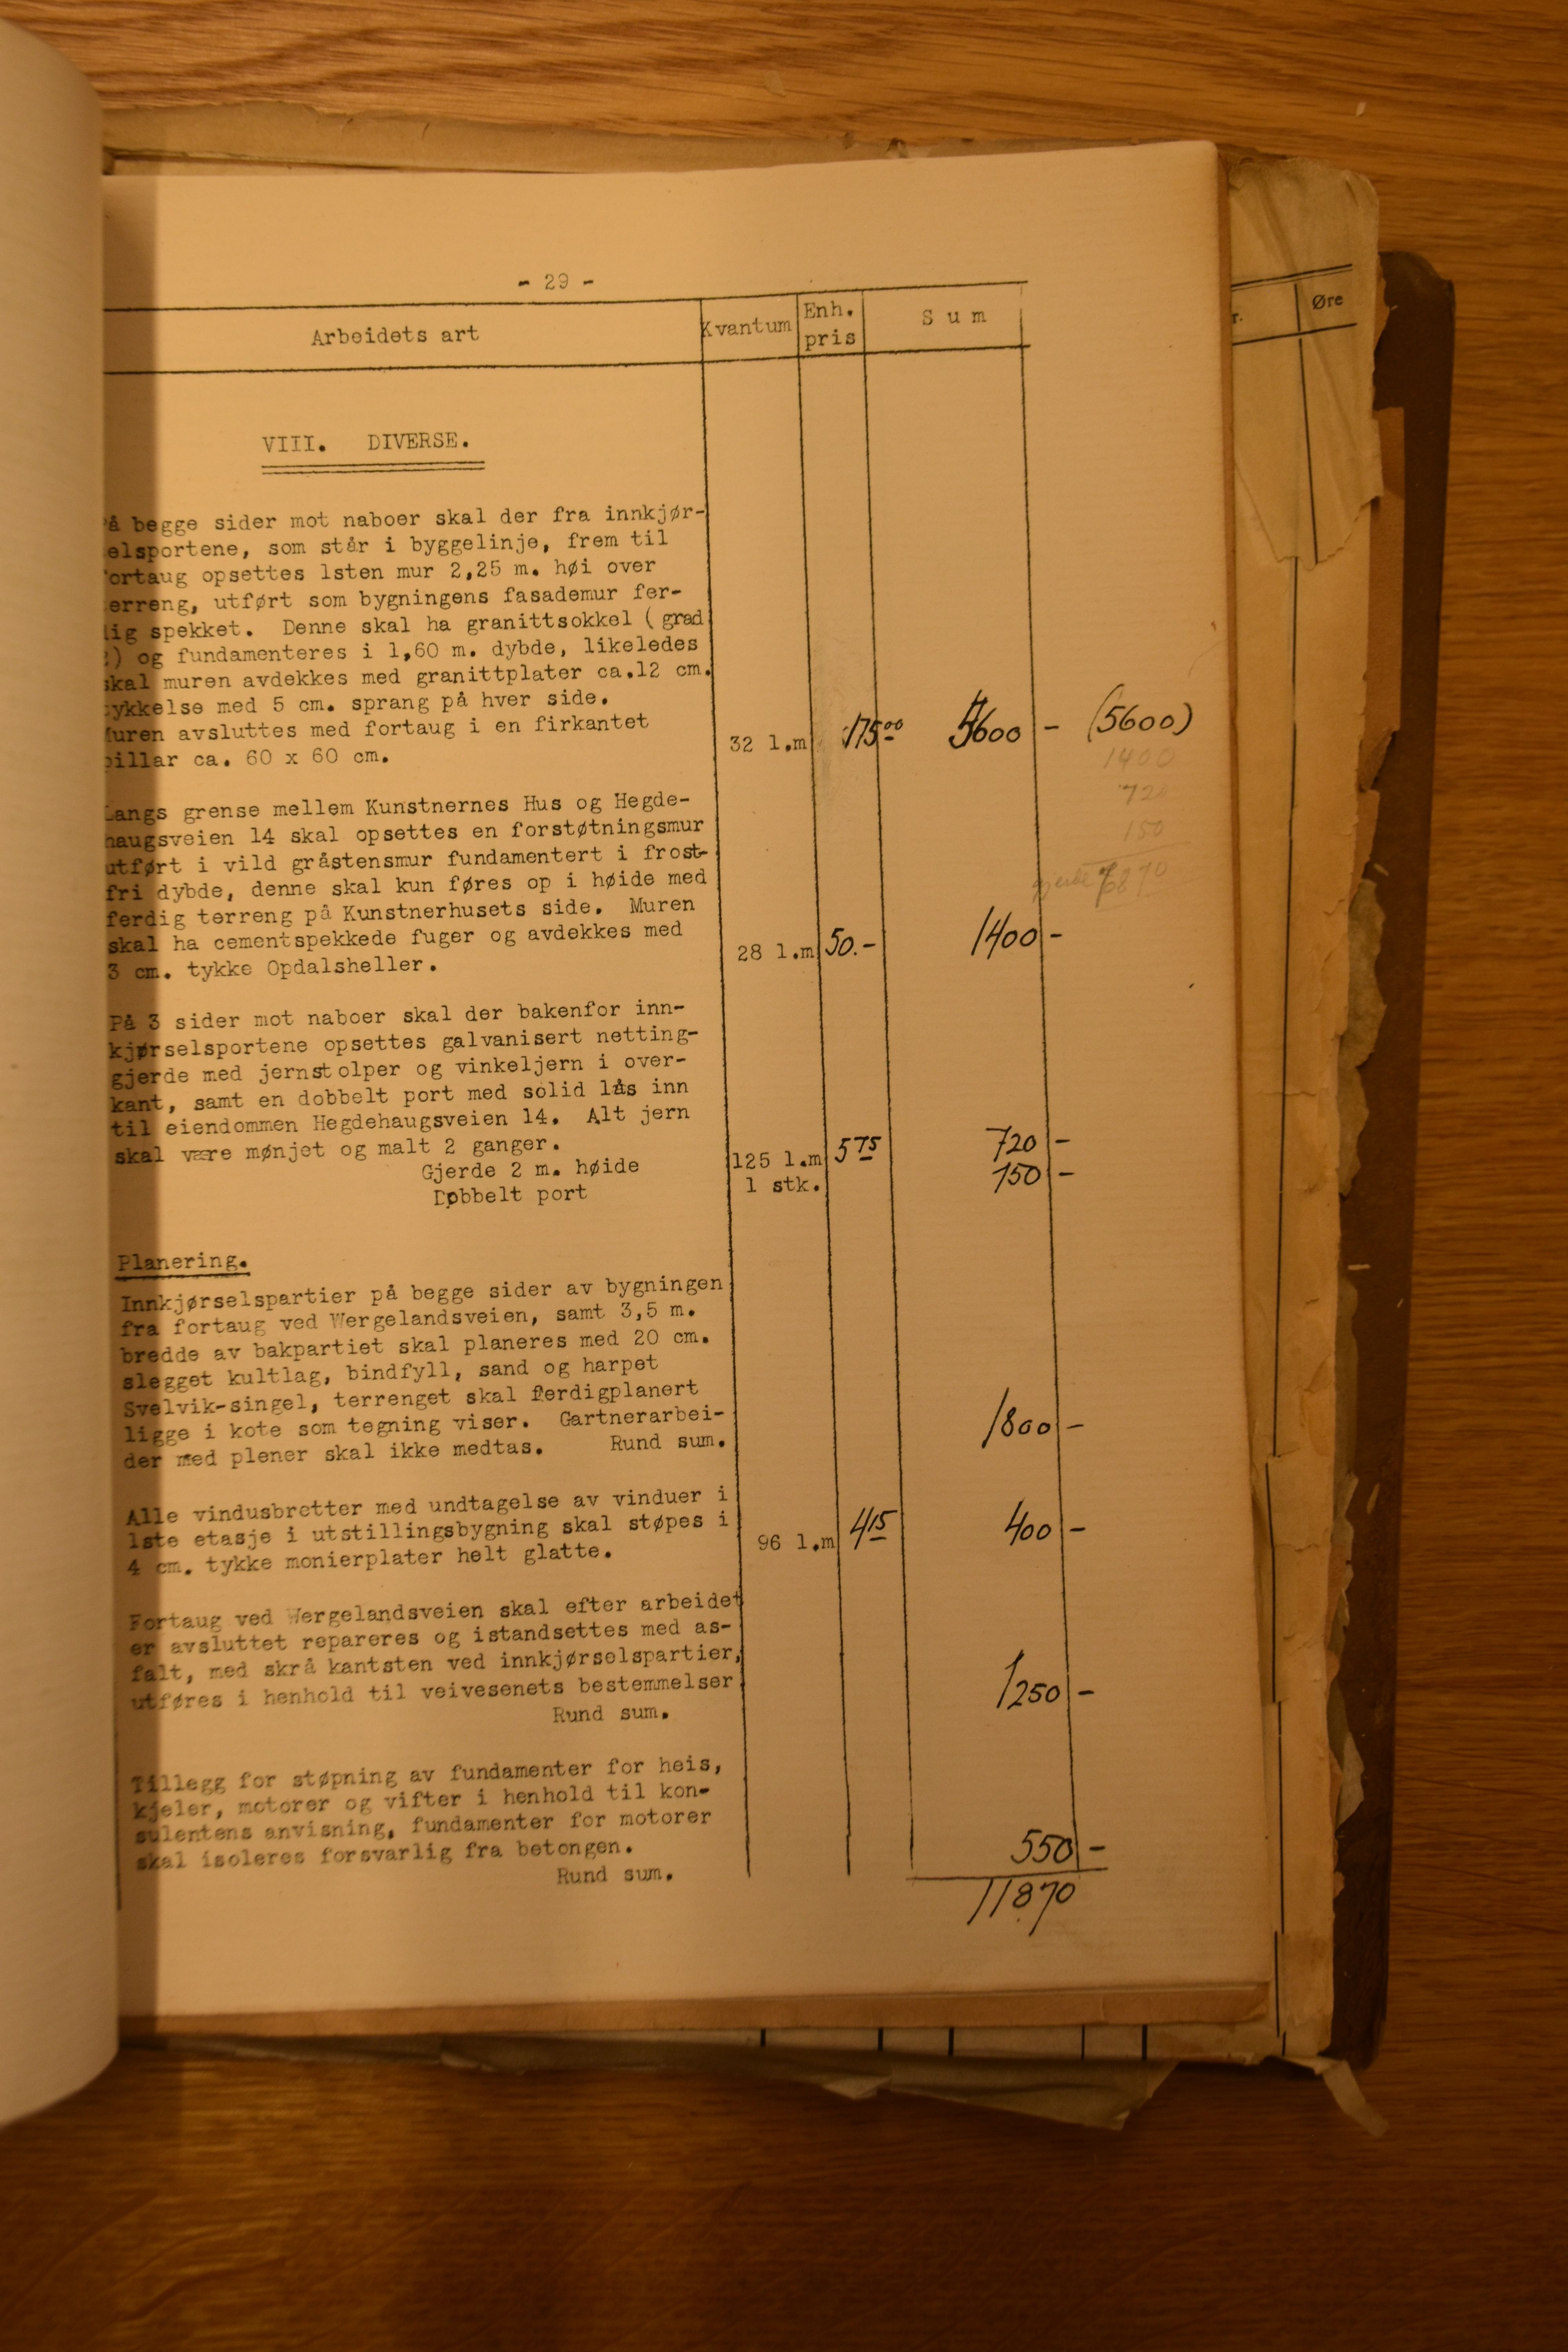 - 29 -
Arbeidets art Kvantum Enh. pris Sum
VIII. DIVERSE.
å begge sider mot naboer skal der fra innkjør-
elsportene, som står i byggelinje, frem til
ortaug opsettes 1sten mur 2,25 m. høi over
erreng, utført som bygningens fasademur fer-
ig spekket. Denne skal ha granittsokkel (grad
) og fundamenteres i 1,60 m. dybde, likeledes
kal muren avdekkes med granittplater ca.12 cm.
ykkelse med 5 cm. sprang på hver side.
uren avsluttes med fortaug i en firkantet
illar ca. 60 x 60 cm. 32 l.m 175 00 5600 - (5600)
1400
720
150
gjerde 7870
angs grense mellem Kunstnernes Hus og Hegde-
haugsveien 14 skal opsettes en forstøtningsmur
utført i vild gråstensmur fundamentert i frost-
fri dybde, denne skal kun føres op i høide med
ferdig terreng på Kunstnerhusets side. Muren
skal ha cementspekkede fuger og avdekkes med
3 cm. tykke Opdalsheller. 28 l.m 50.- 1400 -
På 3 sider mot naboer skal der bakenfor inn-
kjørselsportene opsettes galvanisert netting-
gjerde med jernstolper og vinkeljern i over-
kant, samt en dobbelt port med solid lås inn
til eiendommen Hegdehaugsveien 14. Alt jern
skal være mønjet og malt 2 ganger.
Gjerde 2 m. høide 125 l.m 5 75 720 -
Dobbelt port 1 stk. 150 -
Planering.
Innkjørselspartier på begge sider av bygningen
fra fortaug ved Wergelandsveien, samt 3,5 m.
bredde av bakpartiet skal planeres med 20 cm.
slegget kultlag, bindfyll, sand og harpet
Svelvik-singel, terrenget skal ferdigplanert
ligge i kote som tegning viser. Gartnerarbei-
der med plener skal ikke medtas. Rund sum. 1800 -
Alle vindusbretter med undtagelse av vinduer i
1ste etasje i utstillingsbygning skal støpes i
4 cm. tykke monierplater helt glatte. 96 l.m 4 15 400 -
Fortaug ved Wergelandsveien skal efter arbeidet
er avsluttet repareres og istandsettes med as-
falt, med skrå kantsten ved innkjørselspartier,
utføres i henhold til veivesenets bestemmelser
Rund sum. 1250 -
Tillegg for støpning av fundamenter for heis,
kjeler, motorer og vifter i henhold til kon-
sulentens anvisning, fundamenter for motorer
skal isoleres forsvarlig fra betongen.
Rund sum. 550 -
11870
r. Øre